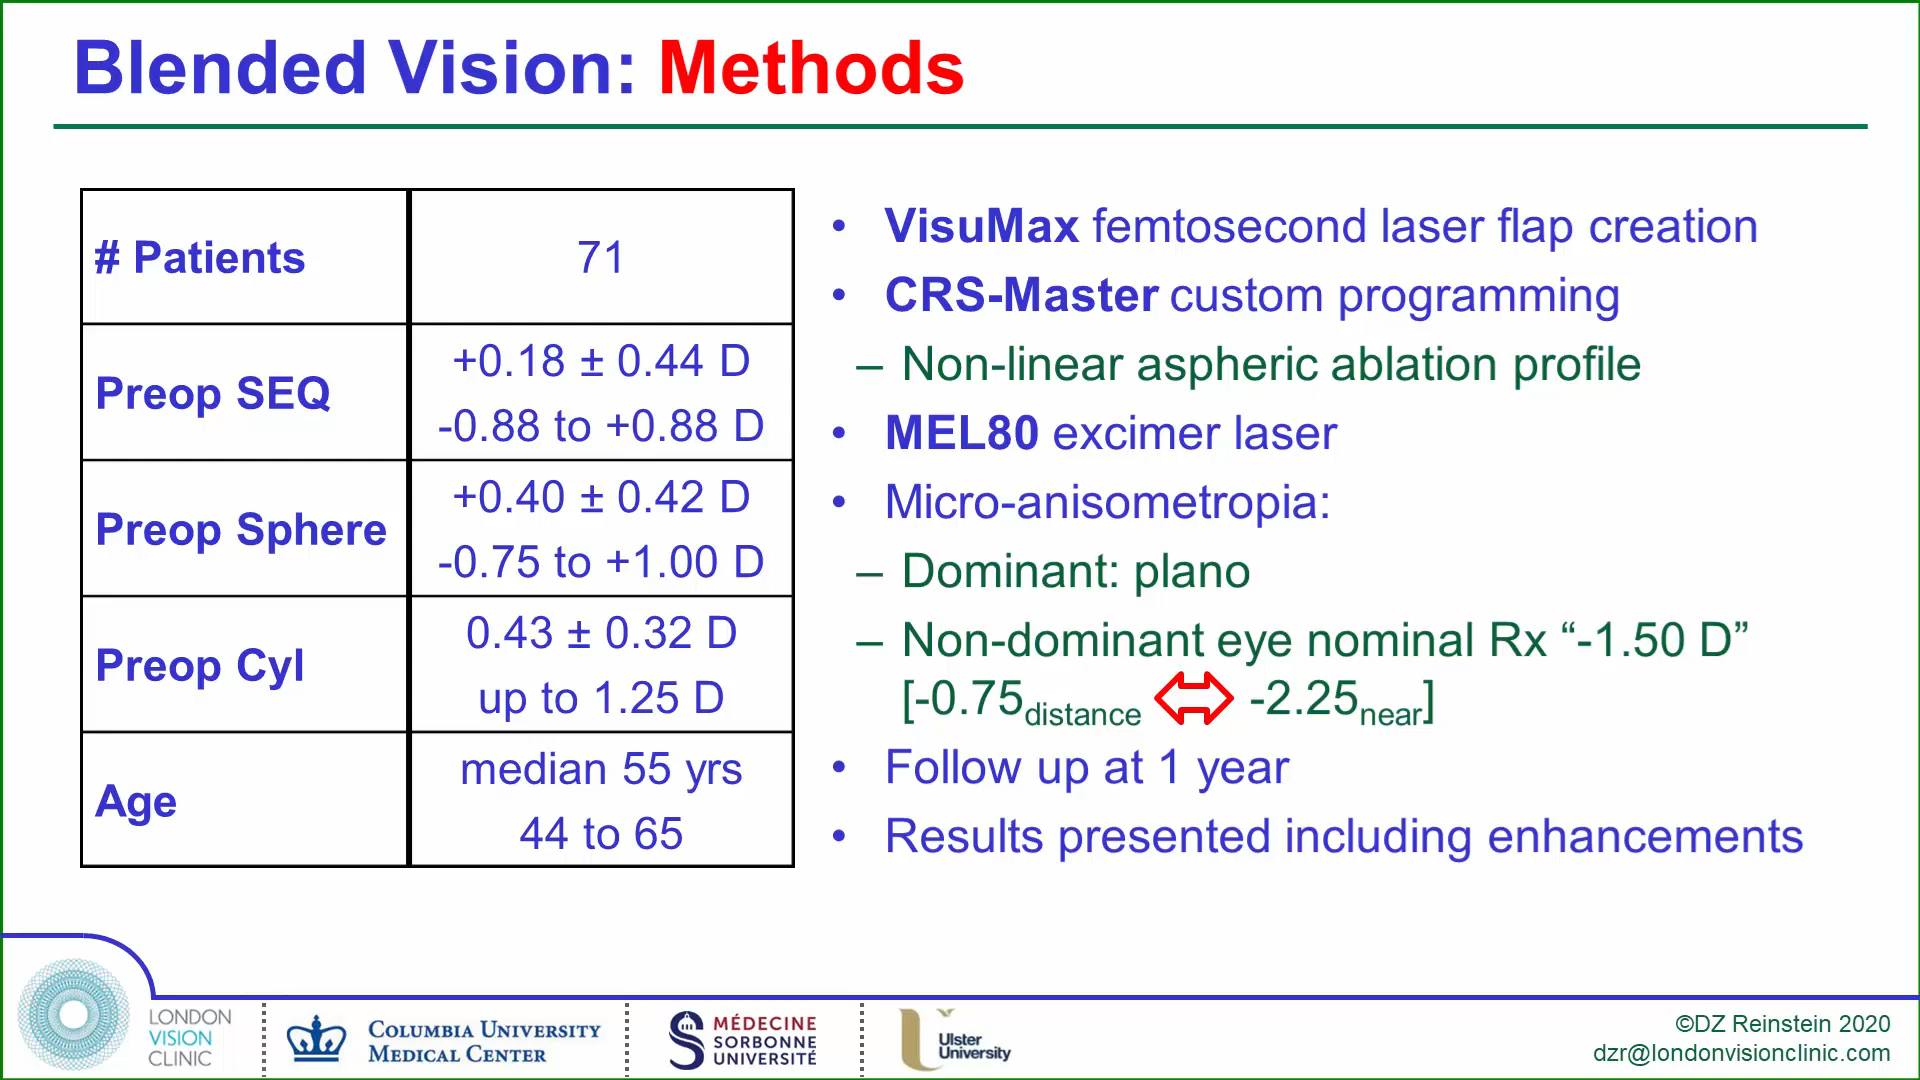 Blended Vision: Methods
# Patients
71
Preop SEQ
+0.18 ± 0.44 D
-0.88 to +0.88 D
Preop Sphere
+0.40 ± 0.42 D
-0.75 to +1.00 D
Preop Cyl
0.43 ± 0.32 D
up to 1.25 D
Age
median 55 yrs
44 to 65
• VisuMax femtosecond laser flap creation
• CRS-Master custom programming
– Non-linear aspheric ablation profile
• MEL80 excimer laser
• Micro-anisometropia:
– Dominant: plano
– Non-dominant eye nominal Rx “-1.50 D”
[-0.75distance -2.25near]
• Follow up at 1 year
• Results presented including enhancements
LONDON
VISION
CLINIC
COLUMBIA UNIVERSITY
MEDICAL CENTER
MÉDECINE
SORBONNE
UNIVERSITÉ
Ulster
University
©DZ Reinstein 2020
dzr@londonvisionclinic.com